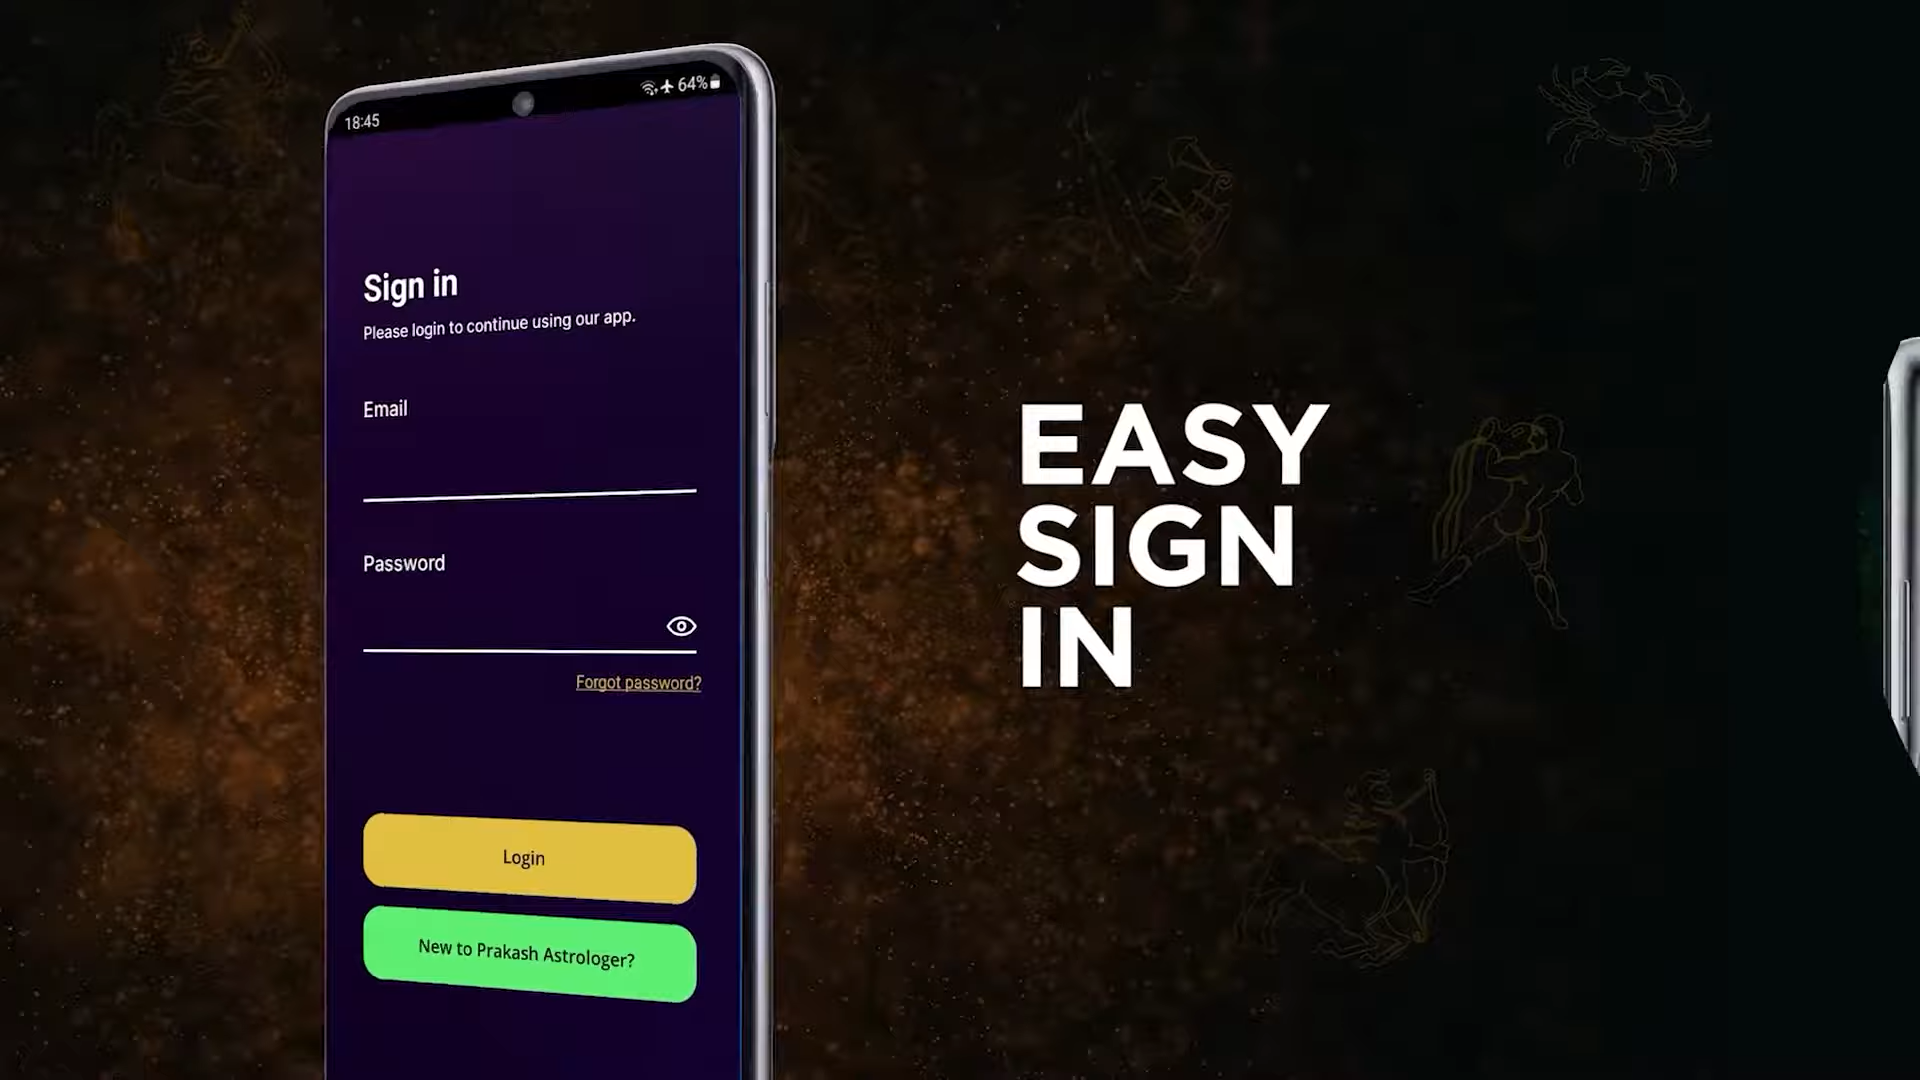 18:45
64%
Sign in
Please login to continue using our app.
Email
Password
Forgot password?
Login
New to Prakash Astrologer?
EASY
SIGN
IN